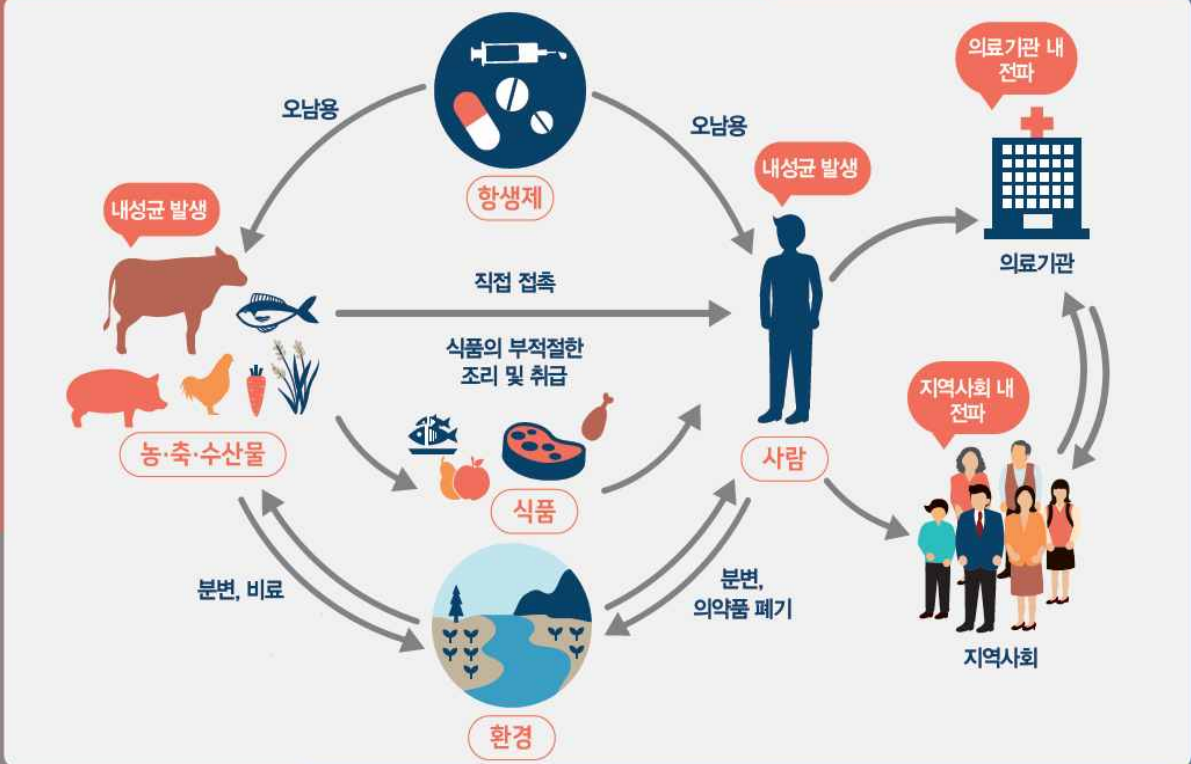 의료기관 내
전파
오남용
오남용
내성균 발생
항생제
내성균 발생
의료기관
직접 접촉
식품의 부적절한
조리 및 취급
지역사회 내
전파
농·축·수산물
사람
식품
분변, 비료
분변,
의약품 폐기
지역사회
환경